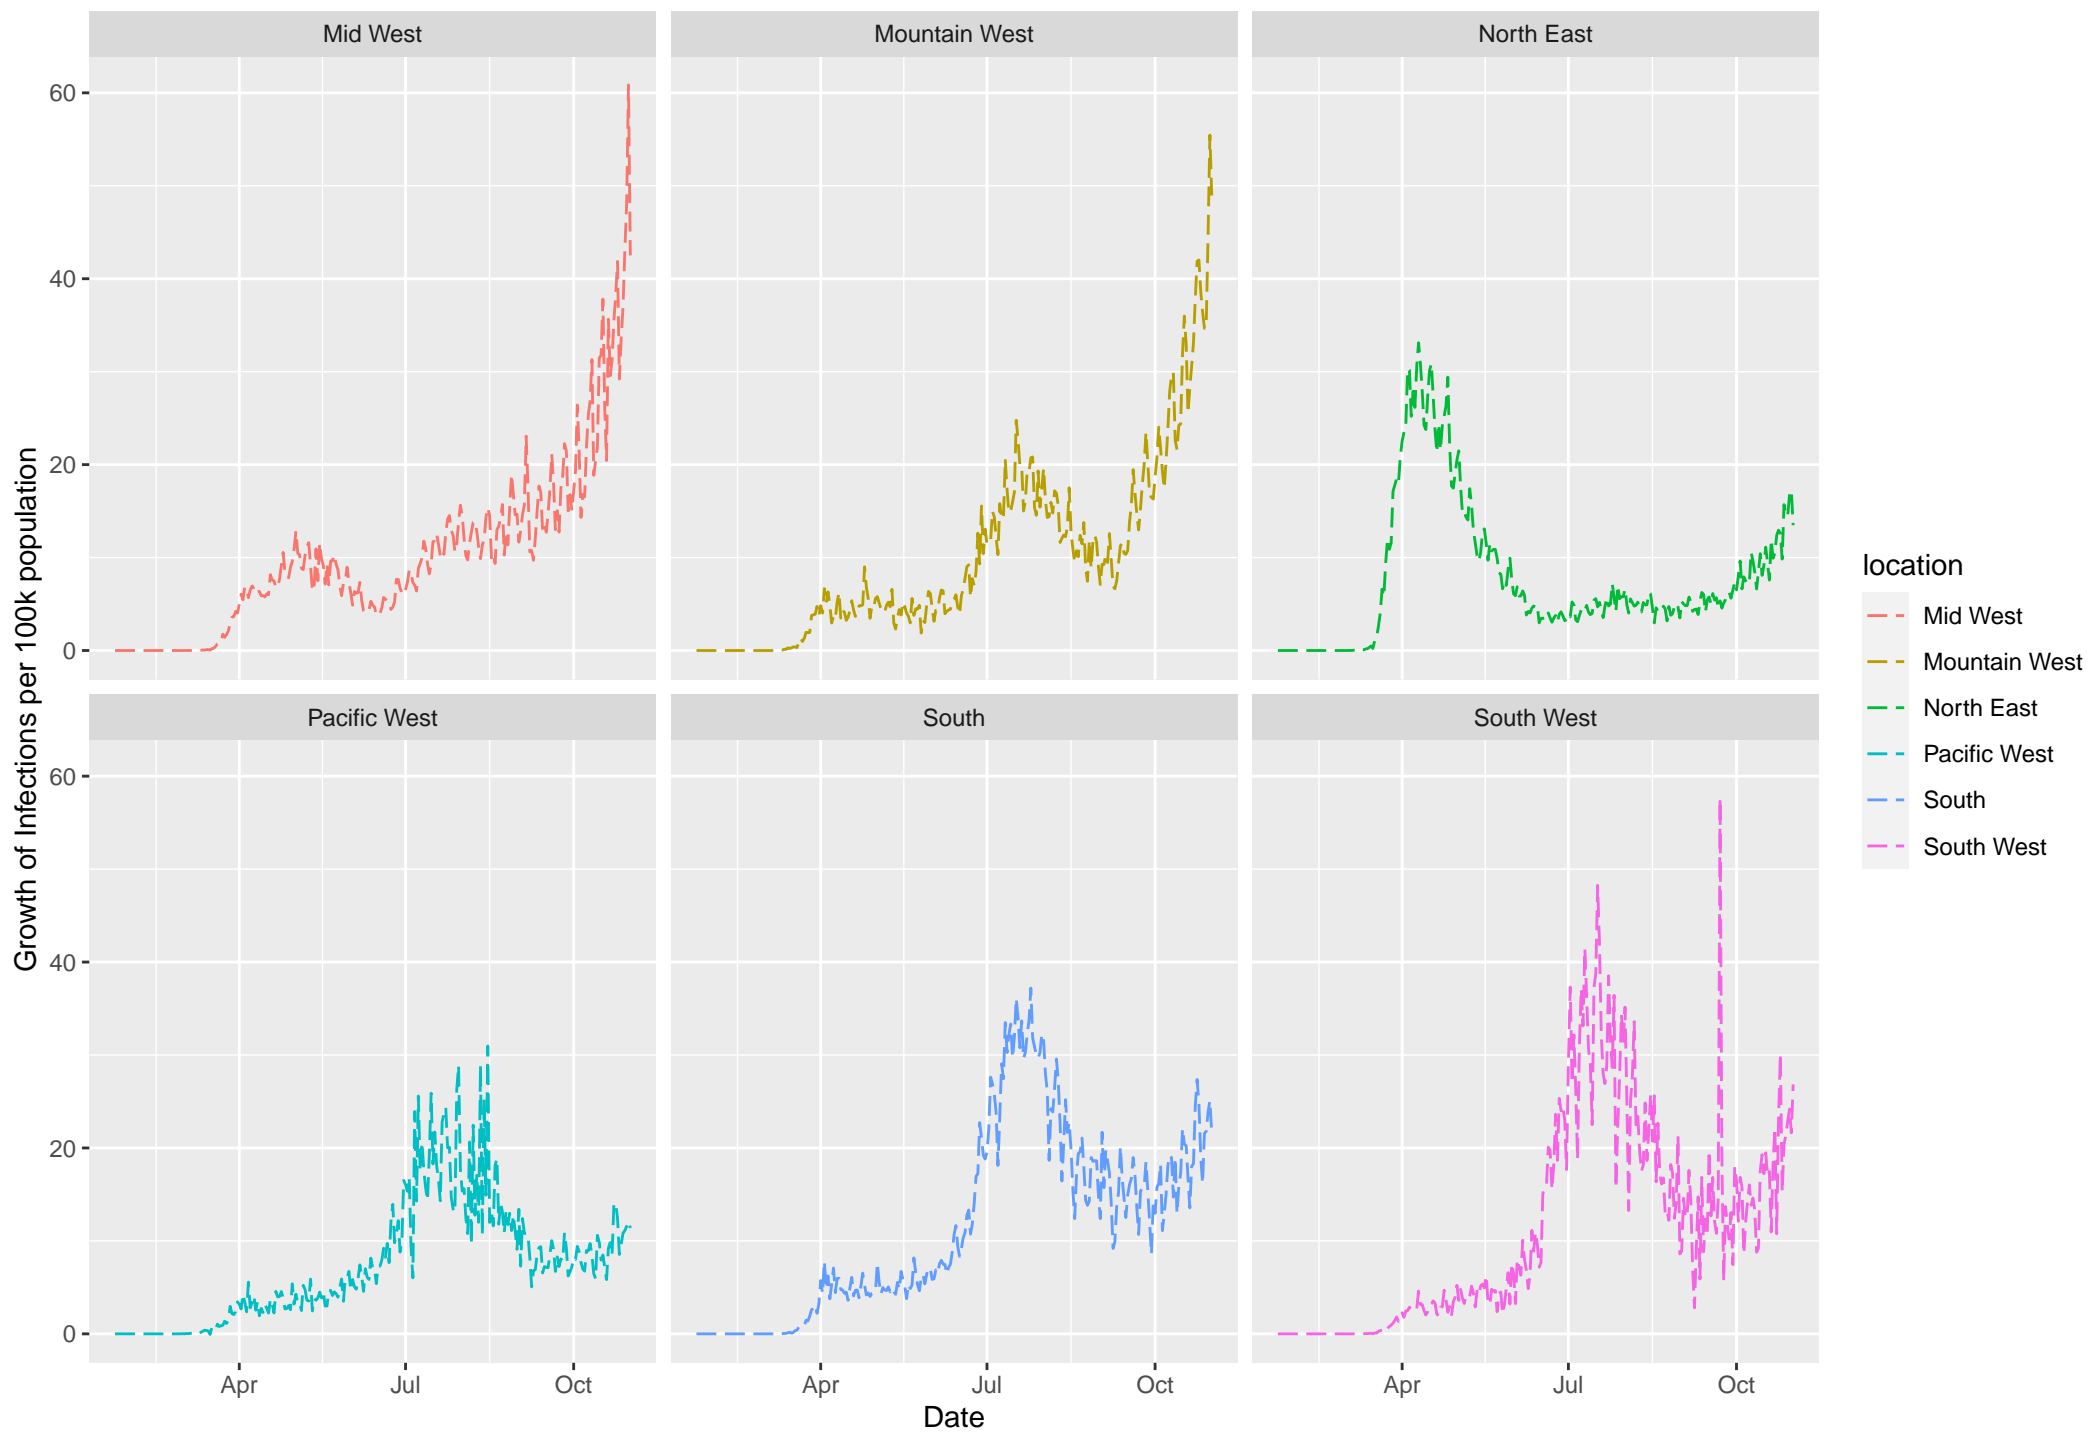 Mid West
Mountain West
North East
60
40
20
0
Pacific West
South
South West
60
40
20
0
Apr
Jul
Oct
Apr
Jul
Oct
Apr
Jul
Oct
Date
Growth of Infections per 100k population
location
Mid West
Mountain West
North East
Pacific West
South
South West